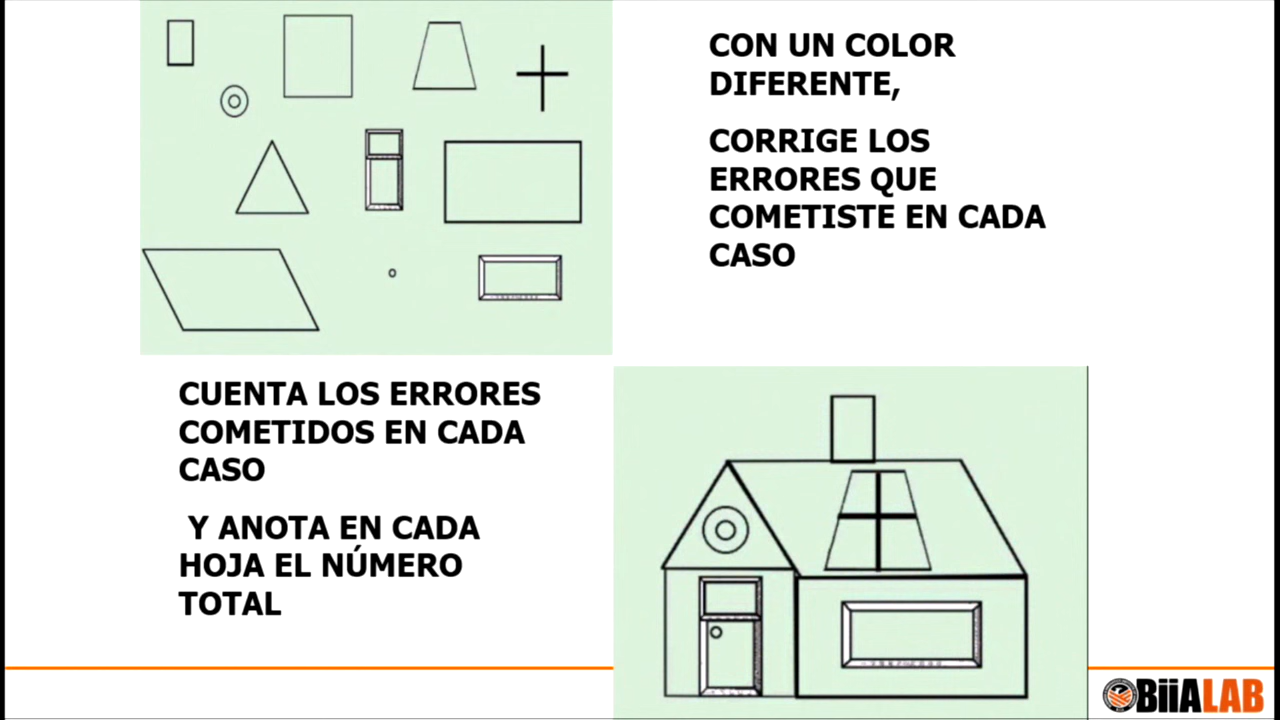 CON UN COLOR
DIFERENTE,
CORRIGE LOS
ERRORES QUE
COMETISTE EN CADA
CASO
CUENTA LOS ERRORES
COMETIDOS EN CADA
CASO
Y ANOTA EN CADA
HOJA EL NÚMERO
TOTAL
BiiALAB